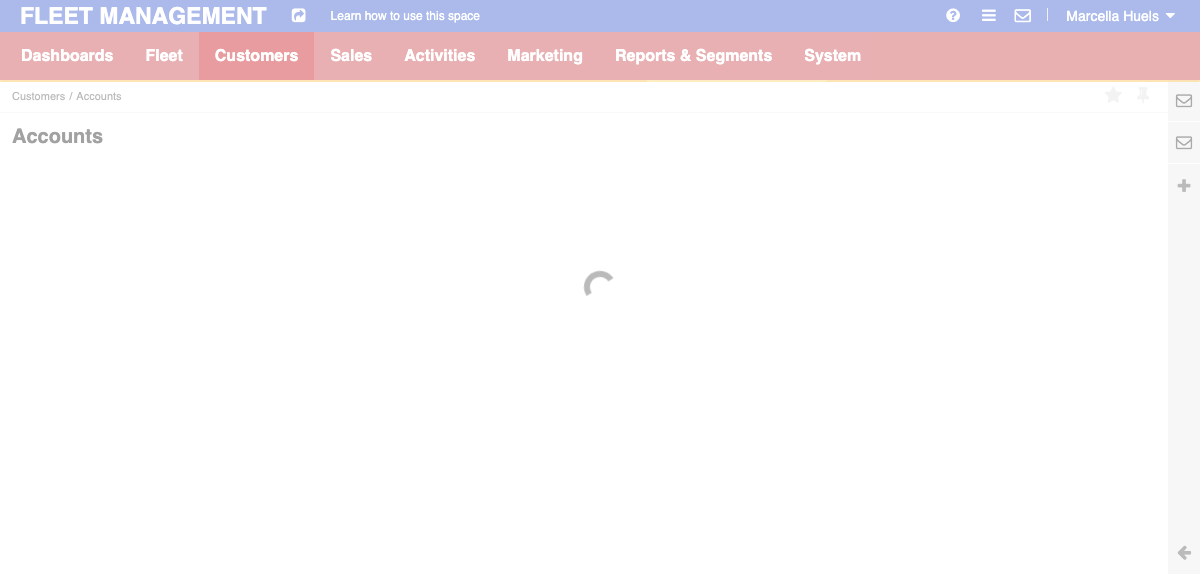 FLEET MANAGEMENT
Learn how to use this space
Marcella Huels
Dashboards Fleet Customers Sales Activities Marketing Reports & Segments System
Customers / Accounts
Accounts